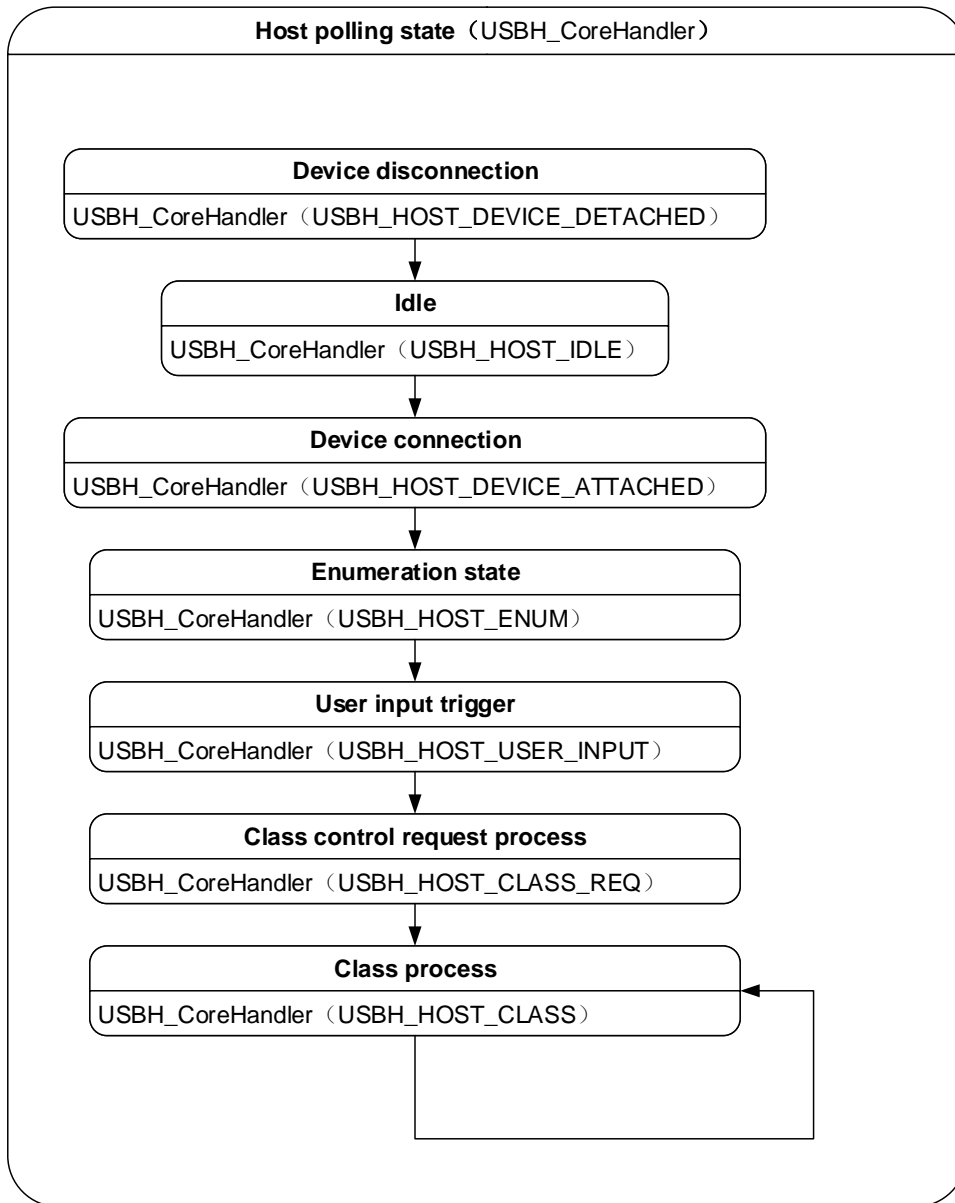 Host polling state（USBH_CoreHandler）
Device disconnection
USBH_CoreHandler（USBH_HOST_DEVICE_DETACHED）
Idle
USBH_CoreHandler（USBH_HOST_IDLE）
Device connection
USBH_CoreHandler（USBH_HOST_DEVICE_ATTACHED）
Enumeration state
USBH_CoreHandler（USBH_HOST_ENUM）
User input trigger
USBH_CoreHandler（USBH_HOST_USER_INPUT）
Class control request process
USBH_CoreHandler（USBH_HOST_CLASS_REQ）
Class process
USBH_CoreHandler（USBH_HOST_CLASS）